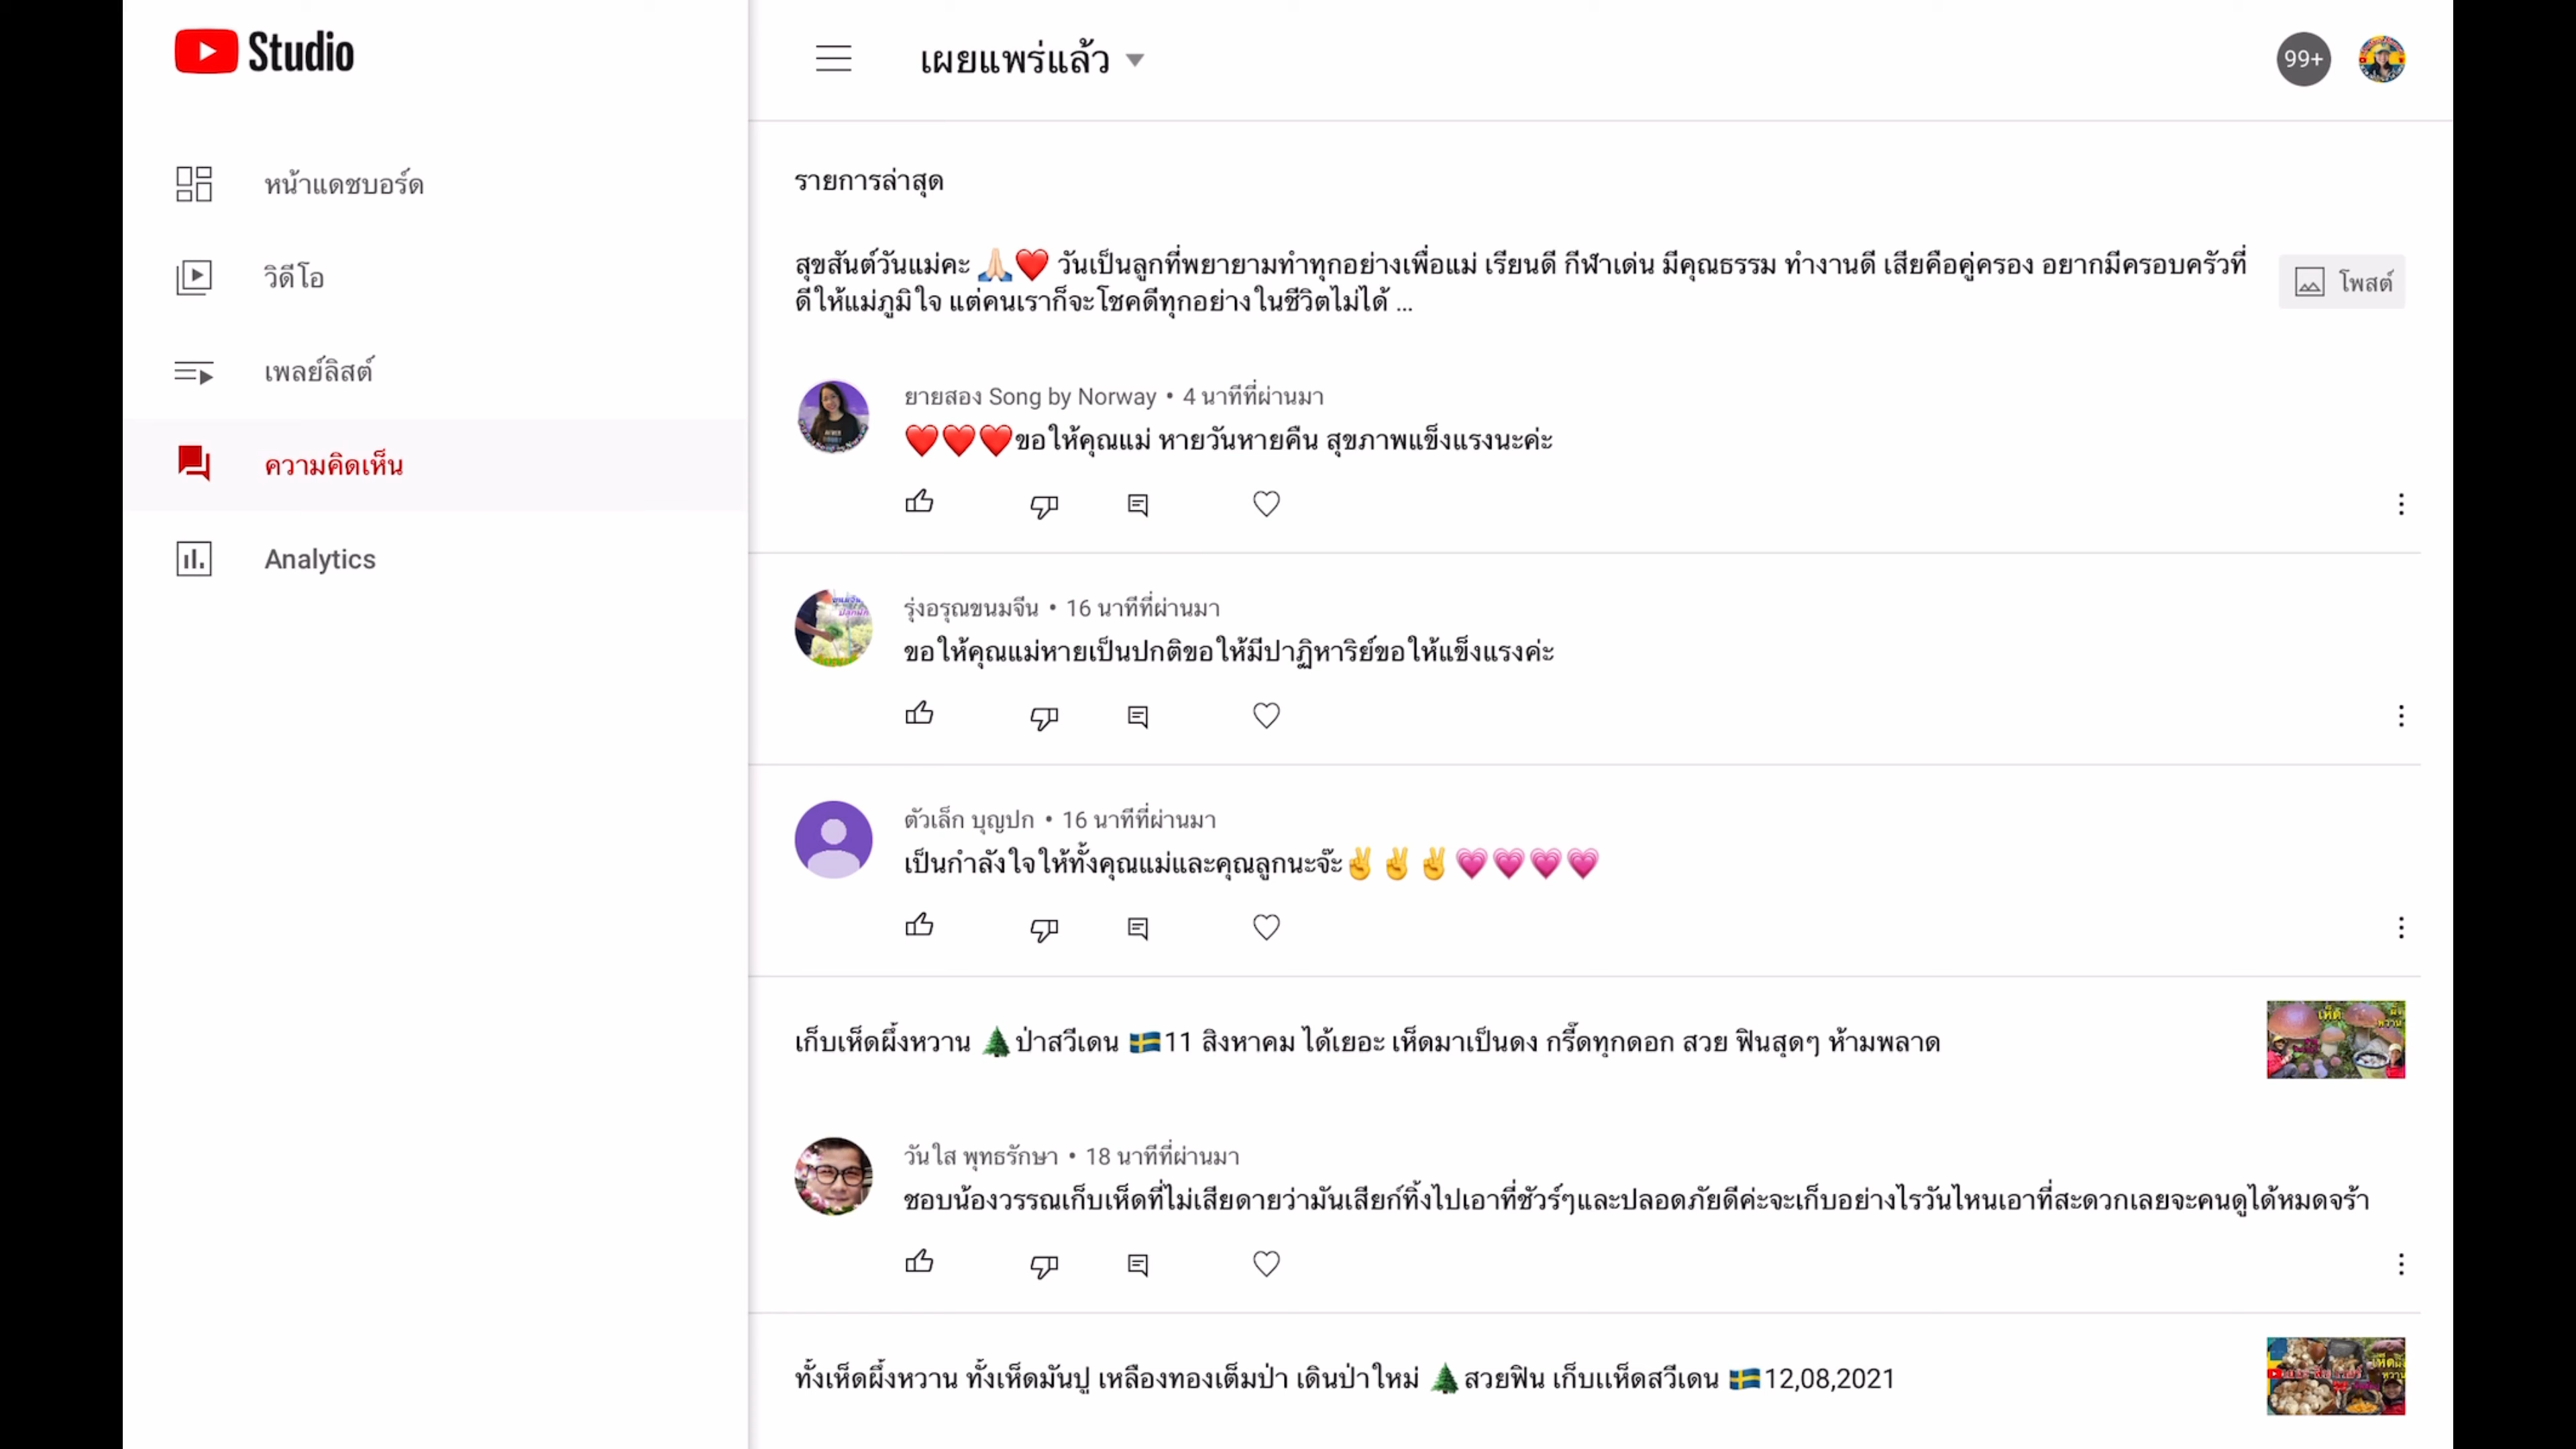 Studio
หน้าแดชบอร์ด
วิดีโอ
เพลย์ลิสต์
ความคิดเห็น
Analytics
เผยแพร่แล้ว
99+
รายการล่าสุด
สุขสันต์วันแม่คะ 🙏🏻❤️ วันเป็นลูกที่พยายามทำทุกอย่างเพื่อแม่ เรียนดี กีฬาเด่น มีคุณธรรม ทำงานดี เสียคือคู่ครอง อยากมีครอบครัวที่
ดีให้แม่ภูมิใจ แต่คนเราก็จะโชคดีทุกอย่างในชีวิตไม่ได้ ...
โพสต์
ยายสอง Song by Norway • 4 นาทีที่ผ่านมา
❤️❤️❤️ขอให้คุณแม่ หายวันหายคืน สุขภาพแข็งแรงนะค่ะ
รุ่งอรุณขนมจีน • 16 นาทีที่ผ่านมา
ขอให้คุณแม่หายเป็นปกติขอให้มีปาฏิหาริย์ขอให้แข็งแรงค่ะ
ตัวเล็ก บุญปก • 16 นาทีที่ผ่านมา
เป็นกำลังใจให้ทั้งคุณแม่และคุณลูกนะจ๊ะ✌️✌️✌️💗💗💗💗
เก็บเห็ดผึ้งหวาน 🌲ป่าสวีเดน 🇸🇪11 สิงหาคม ได้เยอะ เห็ดมาเป็นดง กรี๊ดทุกดอก สวย ฟินสุดๆ ห้ามพลาด
เห็ด
หวาน
วันใส พุทธรักษา • 18 นาทีที่ผ่านมา
ชอบน้องวรรณเก็บเห็ดที่ไม่เสียดายว่ามันเสียก์ทิ้งไปเอาที่ชัวร์ๆและปลอดภัยดีค่ะจะเก็บอย่างไรวันไหนเอาที่สะดวกเลยจะคนดูได้หมดจร้า
ทั้งเห็ดผึ้งหวาน ทั้งเห็ดมันปู เหลืองทองเต็มป่า เดินป่าใหม่ 🌲สวยฟิน เก็บแห็ดสวีเดน 🇸🇪12,08,2021
หวาน